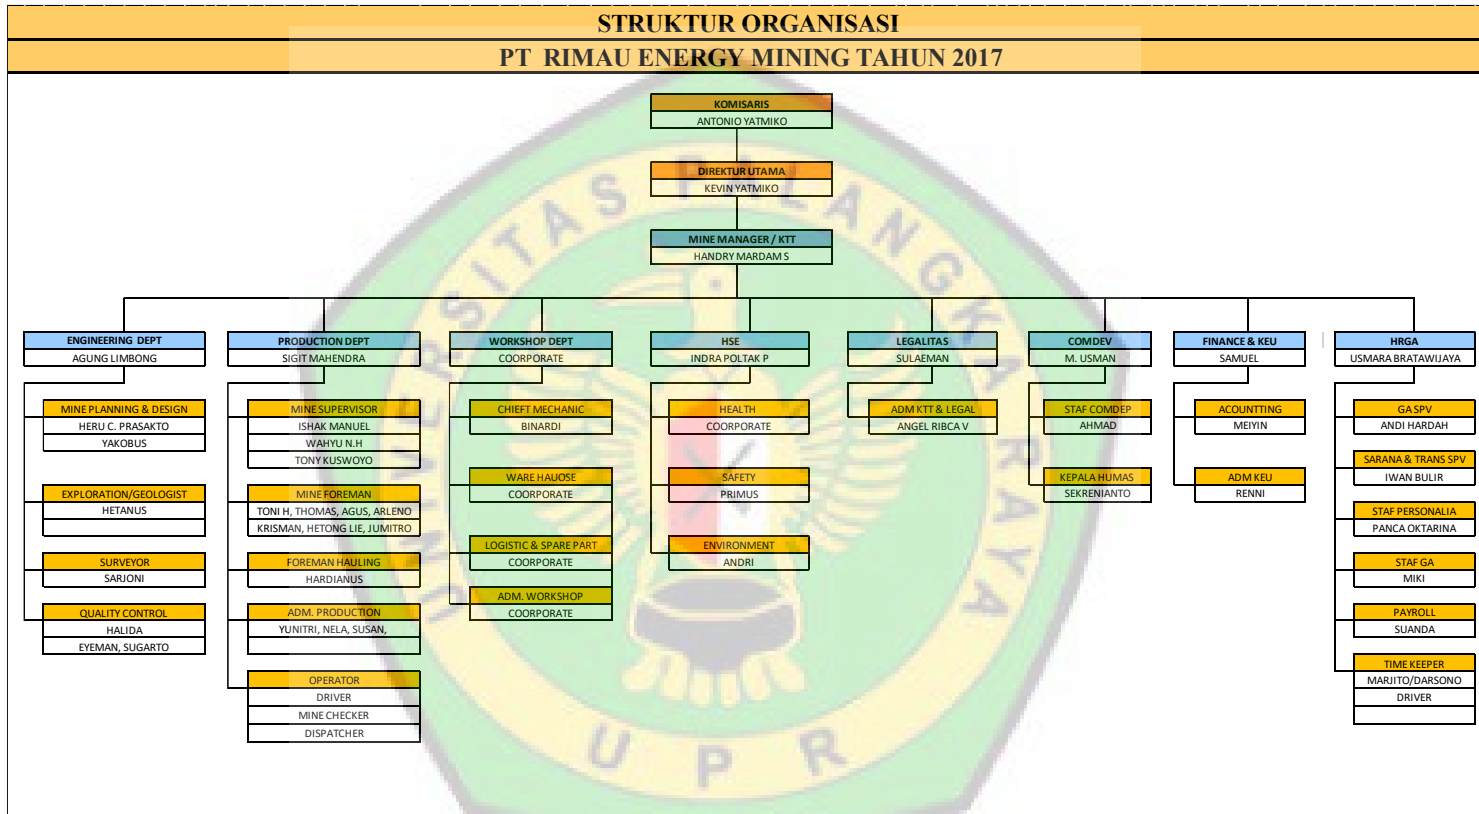 STRUKTUR ORGANISASI
PT RIMAU ENERGY MINING TAHUN 2017
KOMISARIS
ANTONIO YATMIKO
DIREKTUR UTAMA
KEVIN YATMIKO
MINE MANAGER / KTT
HANDRY MARDAM S
ENGINEERING DEPT
AGUNG LIMBONG
MINE PLANNING & DESIGN
HERU C. PRASAKTO
YAKOBUS
EXPLORATION/GEOLOGIST
HETANUS
SURVEYOR
SARJONI
QUALITY CONTROL
HALIDA
EYEMAN, SUGARTO
PRODUCTION DEPT
SIGIT MAHENDRA
MINE SUPERVISOR
ISHAK MANUEL
WAHYU N.H
TONY KUSWOYO
MINE FOREMAN
TONI H, THOMAS, AGUS, ARLENO
KRISMAN, HETONG LIE, JUMITRO
FOREMAN HAULING
HARDIANUS
ADM. PRODUCTION
YUNITRI, NELA, SUSAN,
OPERATOR
DRIVER
MINE CHECKER
DISPATCHER
WORKSHOP DEPT
COORPORATE
CHIEFT MECHANIC
BINARDI
WARE HAUOSE
COORPORATE
LOGISTIC & SPARE PART
COORPORATE
ADM. WORKSHOP
COORPORATE
HSE
INDRA POLTAK P
HEALTH
COORPORATE
SAFETY
PRIMUS
ENVIRONMENT
ANDRI
LEGALITAS
SULAEMAN
ADM KTT & LEGAL
ANGEL RIBCA V
COMDEV
M. USMAN
STAF COMDEP
AHMAD
KEPALA HUMAS
SEKRENIANTO
FINANCE & KEU
SAMUEL
ACOUNTTING
MEIYIN
ADM KEU
RENNI
HRGA
USMARA BRATAWIJAYA
GA SPV
ANDI HARDAH
SARANA & TRANS SPV
IWAN BULIR
STAF PERSONALIA
PANCA OKTARINA
STAF GA
MIKI
PAYROLL
SUANDA
TIME KEEPER
MARJITO/DARSONO
DRIVER
UNIVERSITAS PALANGKA RAYA
UPR